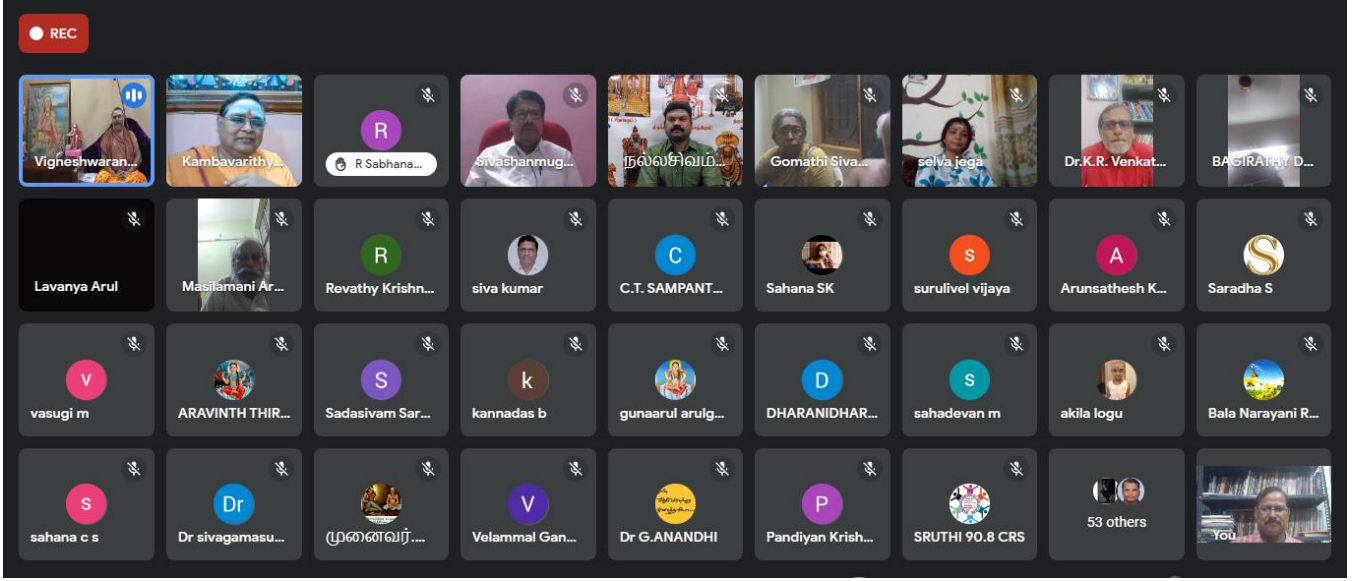 REC
Vigneshwaran...
Kambavarithy...
R
R Sabhana...
Sivashanmug...
நல்லசிவம்...
Gomathi Siva...
selva jega
Dr.K.R. Venkat...
BAGIRATHY D...
Lavanya Arul
Masilamani Ar...
R
Revathy Krishn...
siva kumar
C
C.T. SAMPANT...
Sahana SK
s
surulivel vijaya
A
Arunsathesh K...
S
Saradha S
v
vasugi m
ARAVINTH THIR...
S
Sadasivam Sar...
k
kannadas b
gunaarul arulg...
D
DHARANIDHAR...
s
sahadevan m
akila logu
Bala Narayani R...
s
sahana c s
Dr
Dr sivagamasu...
முனைவர்....
V
Velammal Gan...
Dr G.ANANDHI
P
Pandiyan Krish...
SRUTHI 90.8 CRS
53 others
You